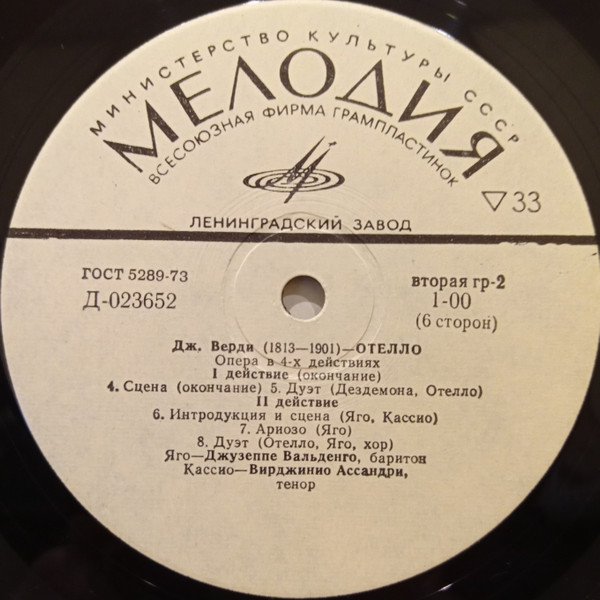 МИНИСТЕРСТВО КУЛЬТУРЫ СССР
МЕЛОДИЯ
ВСЕСОЮЗНАЯ ФИРМА ГРАМПЛАСТИНОК
▽33
ЛЕНИНГРАДСКИЙ ЗАВОД
ГОСТ 5289-73
Д-023652
вторая гр-2
1-00
(6 сторон)
Дж. Верди (1813—1901)—ОТЕЛЛО
Опера в 4-х действиях
I действие (окончание)
4. Сцена (окончание) 5. Дуэт (Дездемона, Отелло)
II действие
6. Интродукция и сцена (Яго, Кассио)
7. Ариозо (Яго)
8. Дуэт (Отелло, Яго, хор)
Яго—Джузеппе Вальденго, баритон
Кассио—Вирджинио Ассандри,
тенор